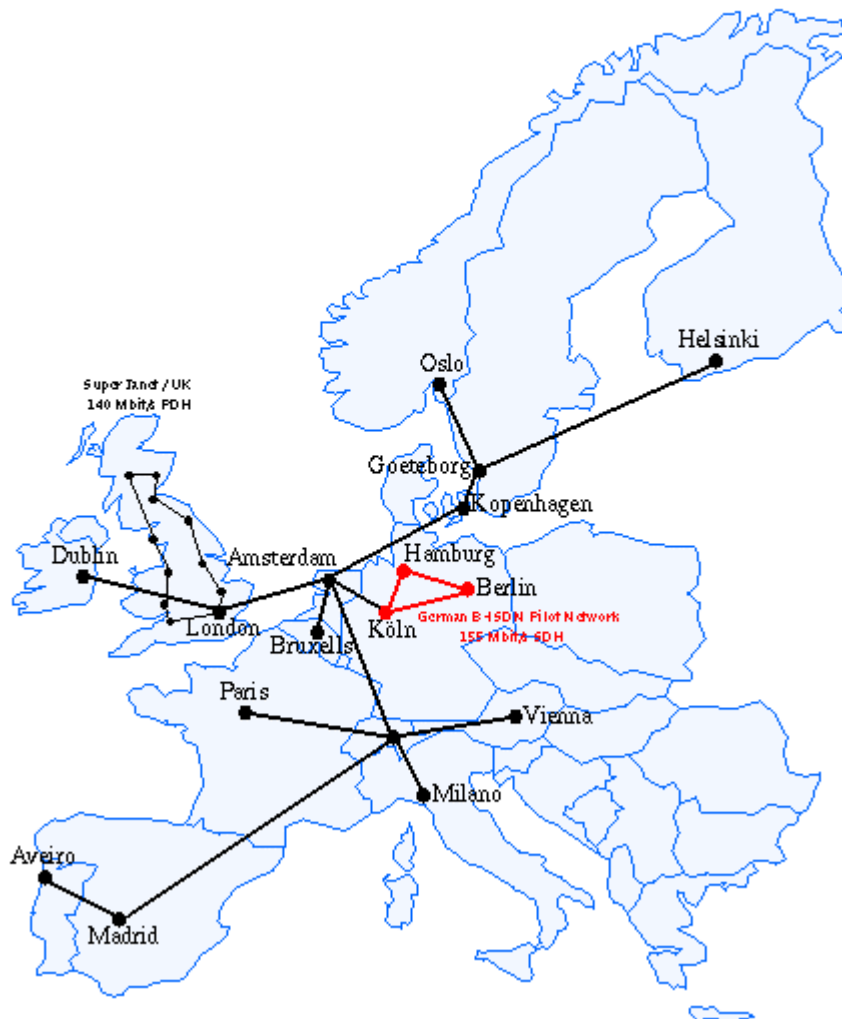 Helsinki
Oslo
Super Janet / UK
140 Mbit/s PDH
Goeteborg
Kopenhagen
Dublin
Amsterdam
Hamburg
Berlin
London
Köln
German B-ISDN Pilot Network
155 Mbit/s SDH
Bruxells
Paris
Vienna
Milano
Aveiro
Madrid